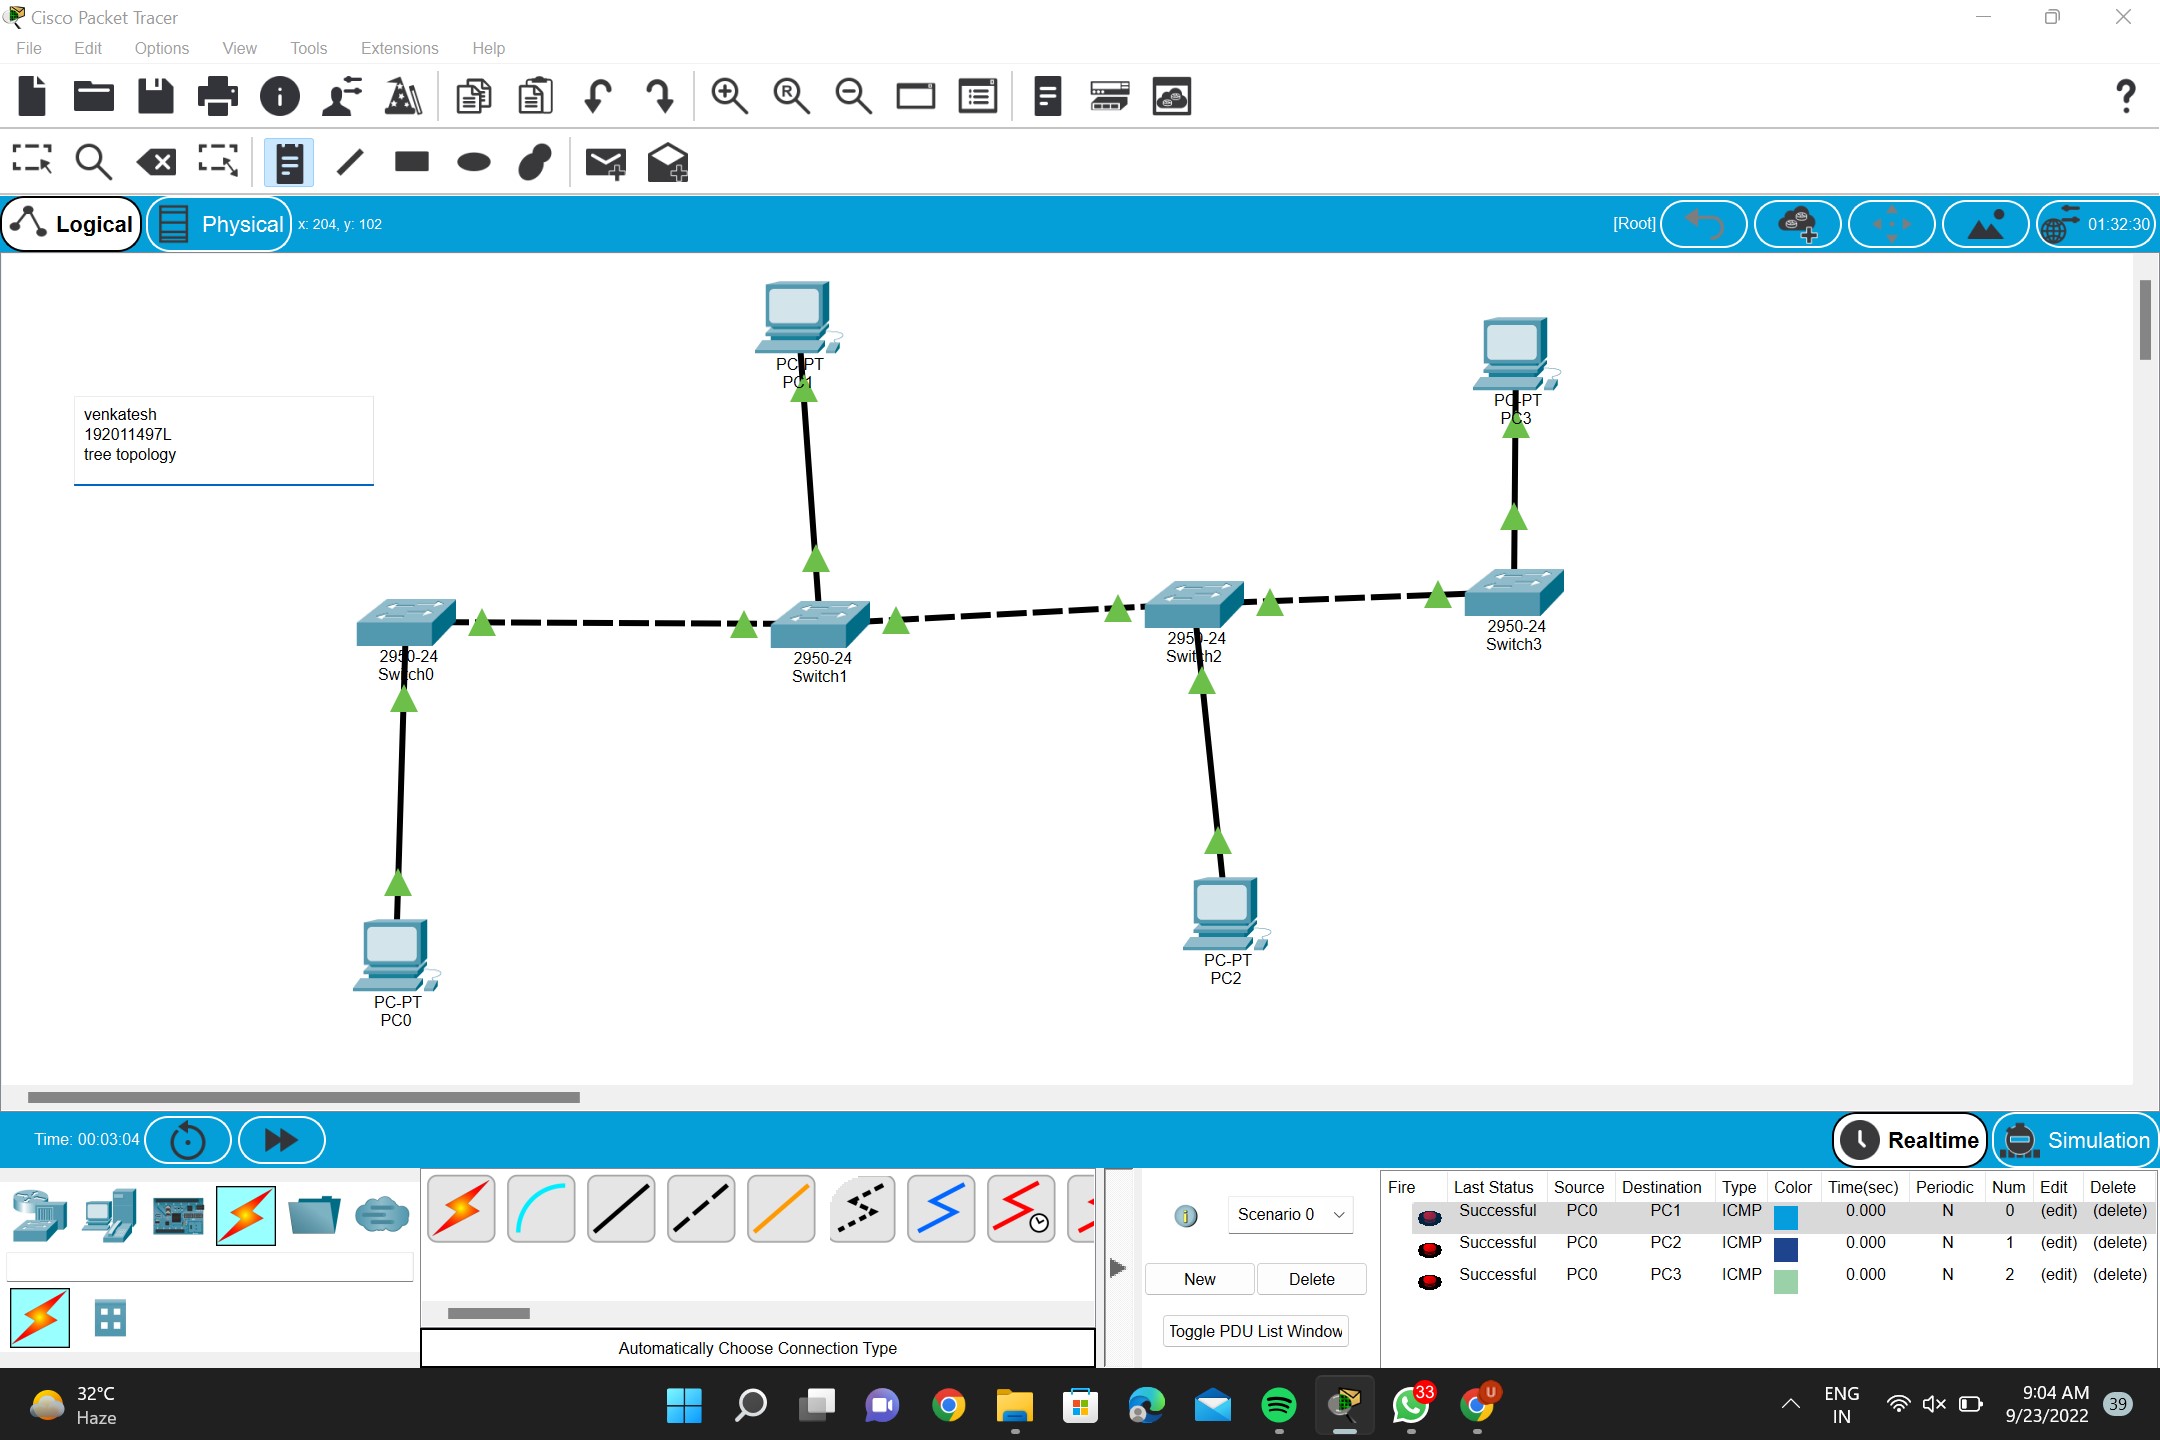 Cisco Packet Tracer
File Edit Options View Tools Extensions Help
Logical Physical x: 204, y: 102 [Root] 01:32:30
PC-PT
PC1
PC-PT
PC3
venkatesh
192011497L
tree topology
2950-24
Switch0
2950-24
Switch1
2950-24
Switch2
2950-24
Switch3
PC-PT
PC2
PC-PT
PC0
Time: 00:03:04 Realtime Simulation
Scenario 0
New Delete
Toggle PDU List Window
Automatically Choose Connection Type
Fire Last Status Source Destination Type Color Time(sec) Periodic Num Edit Delete
Successful PC0 PC1 ICMP 0.000 N 0 (edit) (delete)
Successful PC0 PC2 ICMP 0.000 N 1 (edit) (delete)
Successful PC0 PC3 ICMP 0.000 N 2 (edit) (delete)
32°C
Haze
33
U
ENG
IN
9:04 AM
9/23/2022
39